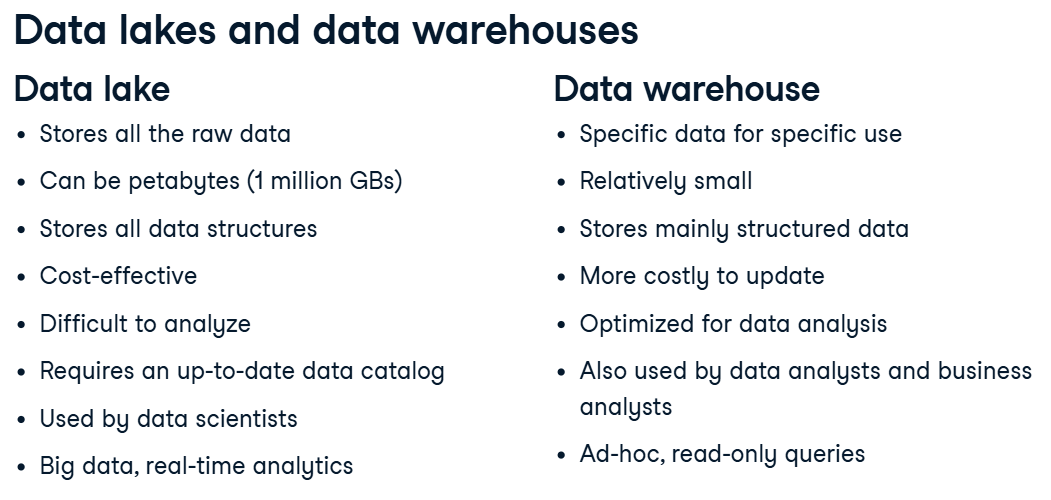 Data lakes and data warehouses
Data lake
• Stores all the raw data
• Can be petabytes (1 million GBs)
• Stores all data structures
• Cost-effective
• Difficult to analyze
• Requires an up-to-date data catalog
• Used by data scientists
• Big data, real-time analytics
Data warehouse
• Specific data for specific use
• Relatively small
• Stores mainly structured data
• More costly to update
• Optimized for data analysis
• Also used by data analysts and business
analysts
• Ad-hoc, read-only queries